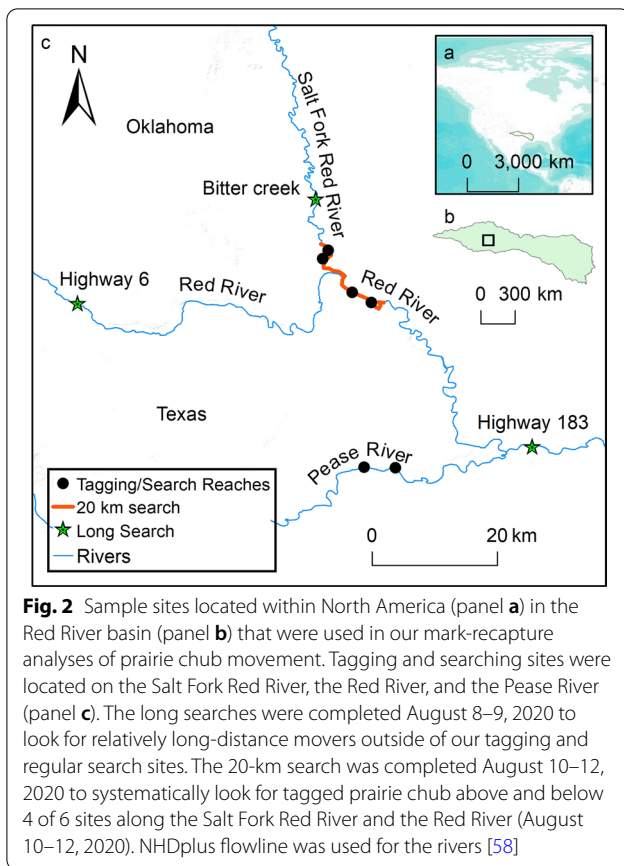 c
N
a
0 3,000 km
b
0 300 km
Oklahoma
Salt Fork Red River
Bitter creek
Highway 6
Red River
Red River
Texas
Highway 183
Pease River
Tagging/Search Reaches
20 km search
Long Search
Rivers
0 20 km
Fig. 2 Sample sites located within North America (panel a) in the
Red River basin (panel b) that were used in our mark-recapture
analyses of prairie chub movement. Tagging and searching sites were
located on the Salt Fork Red River, the Red River, and the Pease River
(panel c). The long searches were completed August 8–9, 2020 to
look for relatively long-distance movers outside of our tagging and
regular search sites. The 20-km search was completed August 10–12,
2020 to systematically look for tagged prairie chub above and below
4 of 6 sites along the Salt Fork Red River and the Red River (August
10–12, 2020). NHDplus flowline was used for the rivers [58]